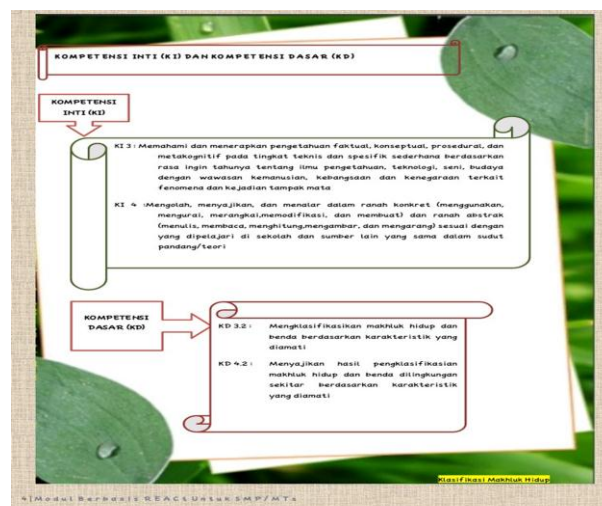 KOMPETENSI INTI (KI) DAN KOMPETENSI DASAR (KD)
KOMPETENSI
INTI (KI)
KI 3 : Memahami dan menerapkan pengetahuan faktual, konseptual, prosedural, dan
metakognitif pada tingkat teknis dan spesifik sederhana berdasarkan
rasa ingin tahunya tentang ilmu pengetahuan, teknologi, seni, budaya
dengan wawasan kemanusian, kebangsaan dan kenegaraan terkait
fenomena dan kejadian tampak mata
KI 4 :Mengolah, menyajikan, dan menalar dalam ranah konkret (menggunakan,
mengurai, merangkai,memodifikasi, dan membuat) dan ranah abstrak
(menulis, membaca, menghitung,mengambar, dan mengarang) sesuai dengan
yang dipelajari di sekolah dan sumber lain yang sama dalam sudut
pandang/teori
KOMPETENSI
DASAR (KD)
KD 3.2 : Mengklasifikasikan makhluk hidup dan
benda berdasarkan karakteristik yang
diamati
KD 4.2 : Menyajikan hasil pengklasifikasian
makhluk hidup dan benda dilingkungan
sekitar berdasarkan karakteristik
yang diamati
Klasifikasi Makhluk Hidup
4|Modul Berbasis REACt Untuk SMP/MTs